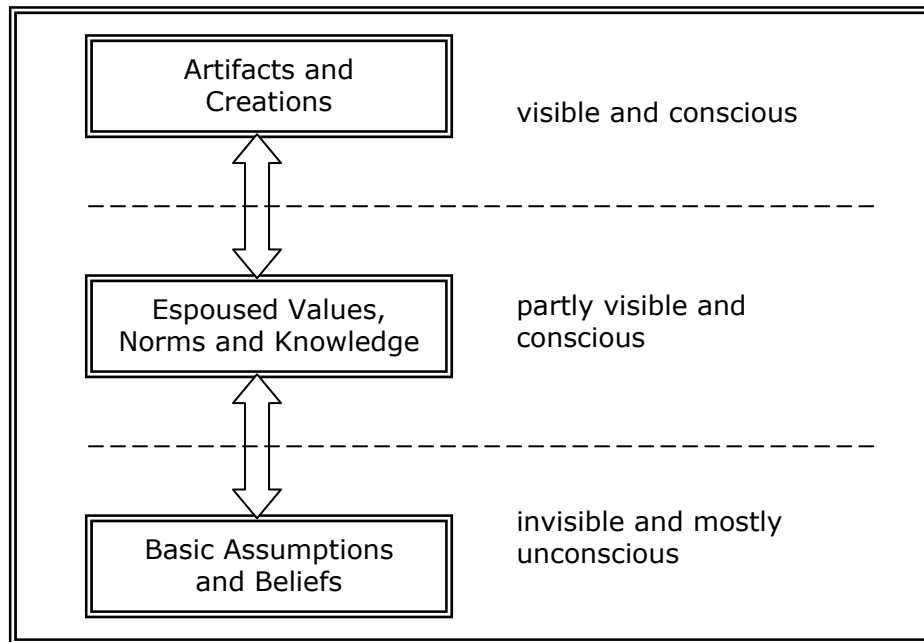 Artifacts and
Creations
visible and conscious
Espoused Values,
Norms and Knowledge
partly visible and
conscious
Basic Assumptions
and Beliefs
invisible and mostly
unconscious